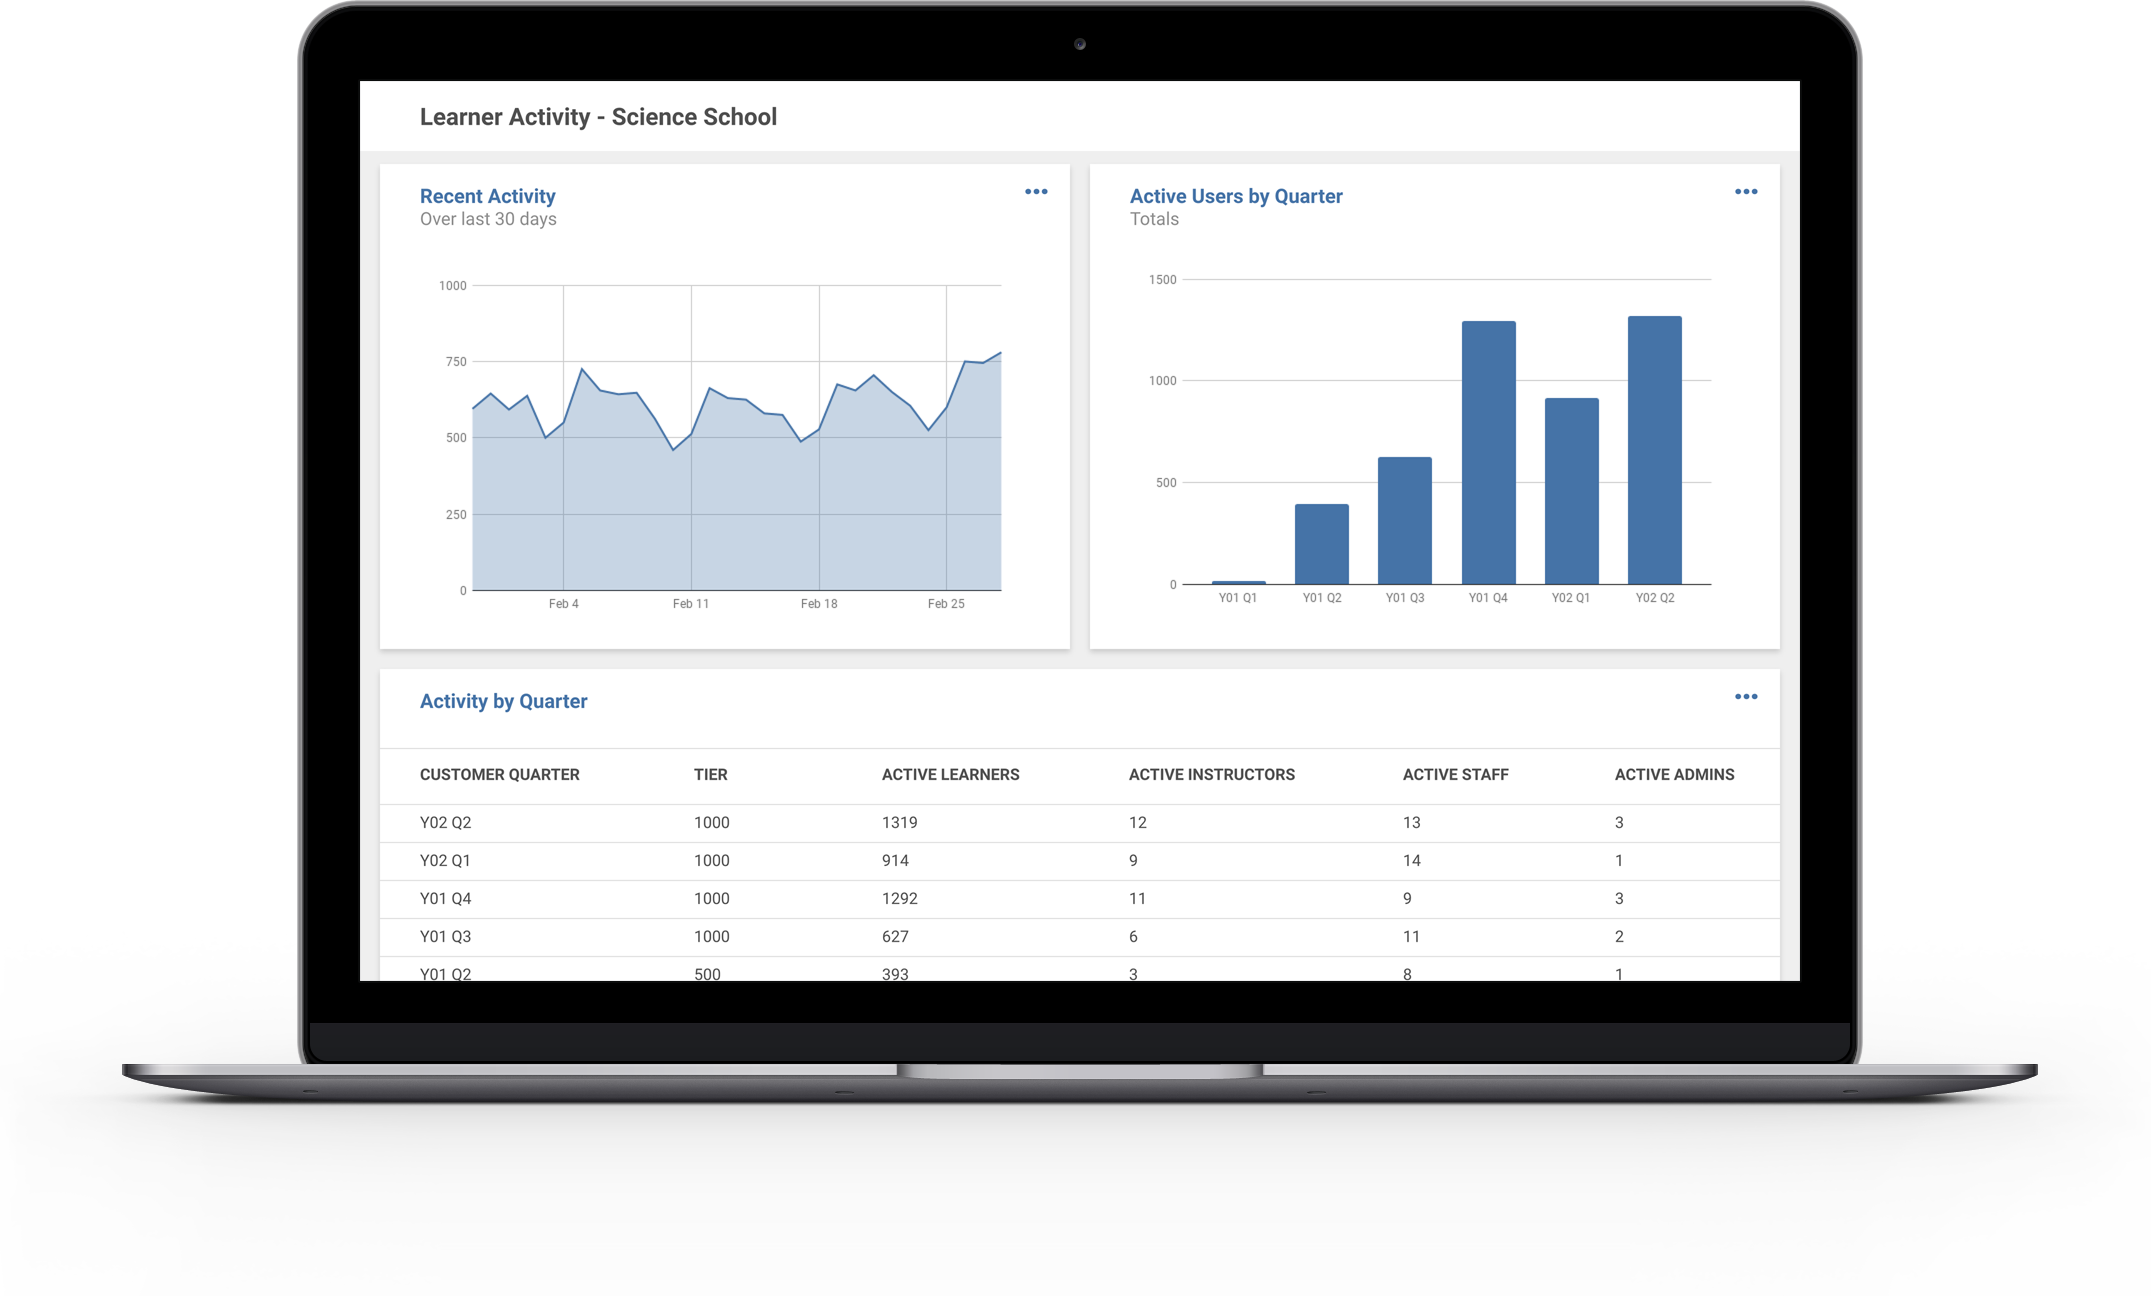 Learner Activity - Science School
Recent Activity
Over last 30 days
1000
750
500
250
0
Feb 4 Feb 11 Feb 18 Feb 25
Active Users by Quarter
Totals
1500
1000
500
0
Y01 Q1 Y01 Q2 Y01 Q3 Y01 Q4 Y02 Q1 Y02 Q2
Activity by Quarter
CUSTOMER QUARTER TIER ACTIVE LEARNERS ACTIVE INSTRUCTORS ACTIVE STAFF ACTIVE ADMINS
Y02 Q2 1000 1319 12 13 3
Y02 Q1 1000 914 9 14 1
Y01 Q4 1000 1292 11 9 3
Y01 Q3 1000 627 6 11 2
Y01 Q2 500 393 3 8 1